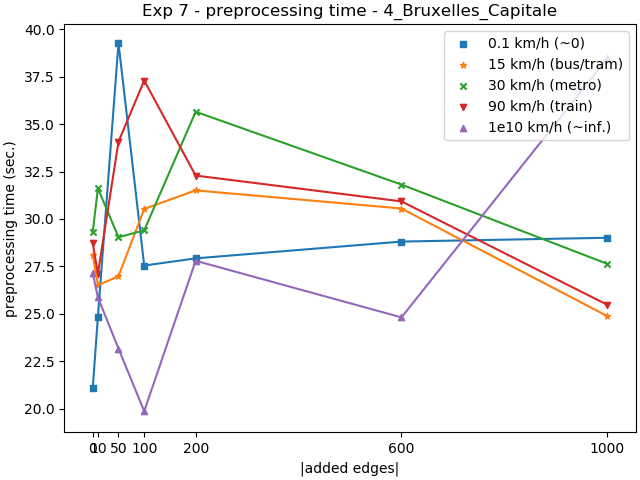 Exp 7 - preprocessing time - 4_Bruxelles_Capitale
preprocessing time (sec.)
40.0
37.5
35.0
32.5
30.0
27.5
25.0
22.5
20.0
0.1 km/h (~0)
15 km/h (bus/tram)
30 km/h (metro)
90 km/h (train)
1e10 km/h (~inf.)
0 10 50 100 200 600 1000
|added edges|